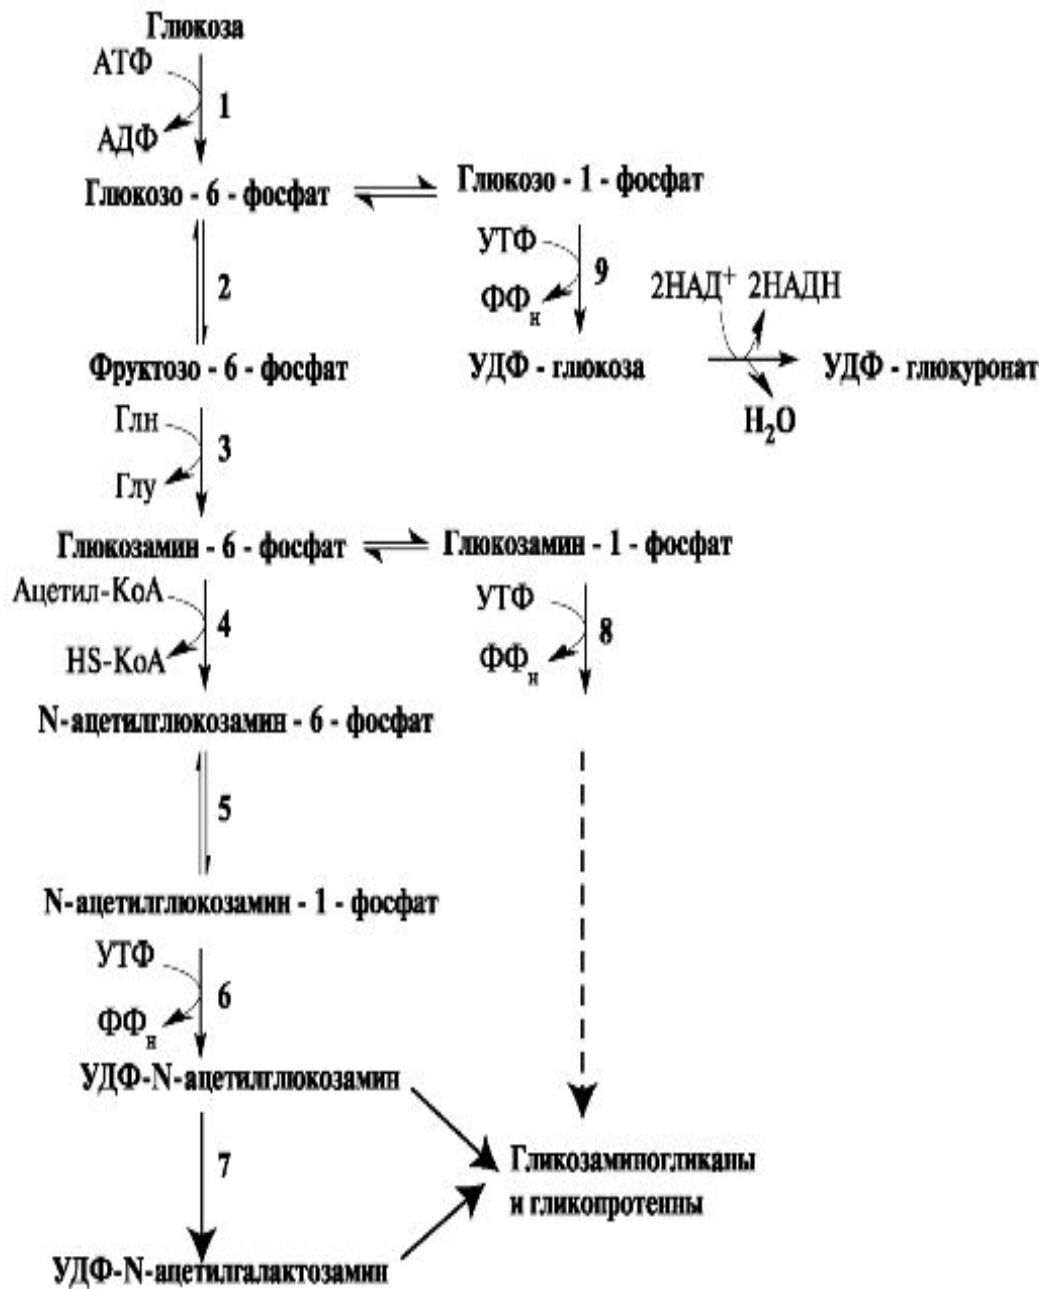 Глюкоза
АТФ
1
АДФ
Глюкозо - 6 - фосфат
Глюкозо - 1 - фосфат
УТФ
9
ФФн
2
2НАД+ 2НАДН
Фруктозо - 6 - фосфат
УДФ - глюкоза
УДФ - глюкуронат
H2O
Глн
3
Глу
Глюкозамин - 6 - фосфат
Глюкозамин - 1 - фосфат
Ацетил-КоА
4
HS-КоА
УТФ
8
ФФн
N-ацетилглюкозамин - 6 - фосфат
5
N-ацетилглюкозамин - 1 - фосфат
УТФ
6
ФФн
УДФ-N-ацетилглюкозамин
7
Гликозаминогликаны
и гликопротенны
УДФ-N-ацетилгалактозамин